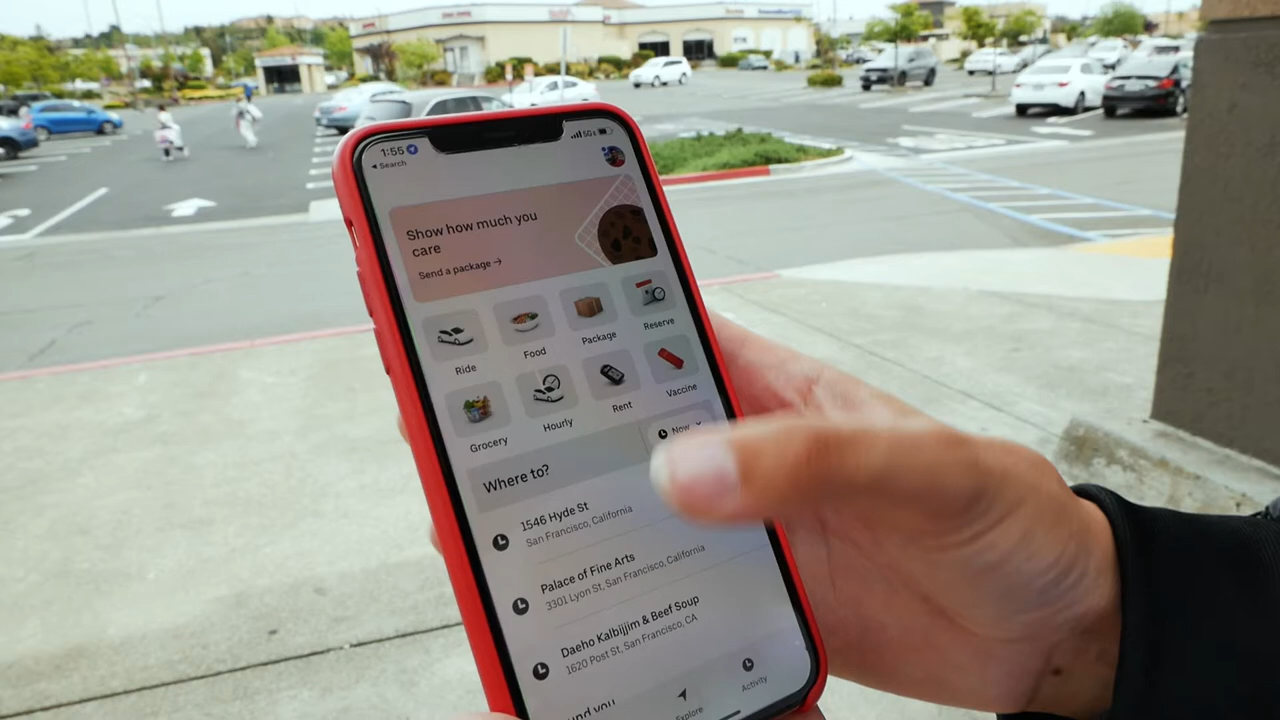 1:55
5G
Search
Show how much you
care
Send a package →
Ride
Food
Package
Reserve
Grocery
Hourly
Rent
Vaccine
Where to?
Now
1546 Hyde St
San Francisco, California
Palace of Fine Arts
3301 Lyon St, San Francisco, California
Daeho Kalbijjim & Beef Soup
1620 Post St, San Francisco, CA
Explore
Activity